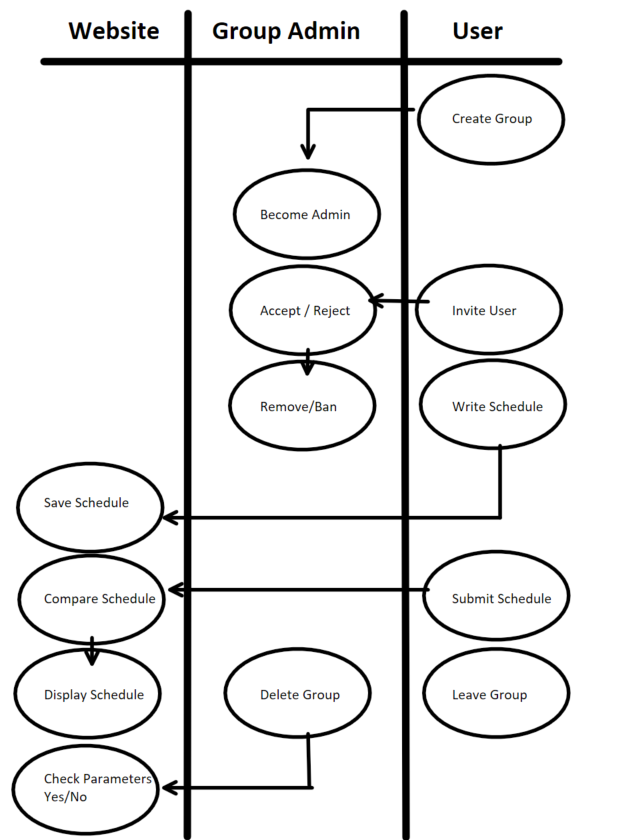 Website Group Admin User
Create Group
Become Admin
Accept / Reject Invite User
Remove/Ban Write Schedule
Save Schedule
Compare Schedule Submit Schedule
Display Schedule Delete Group Leave Group
Check Parameters
Yes/No